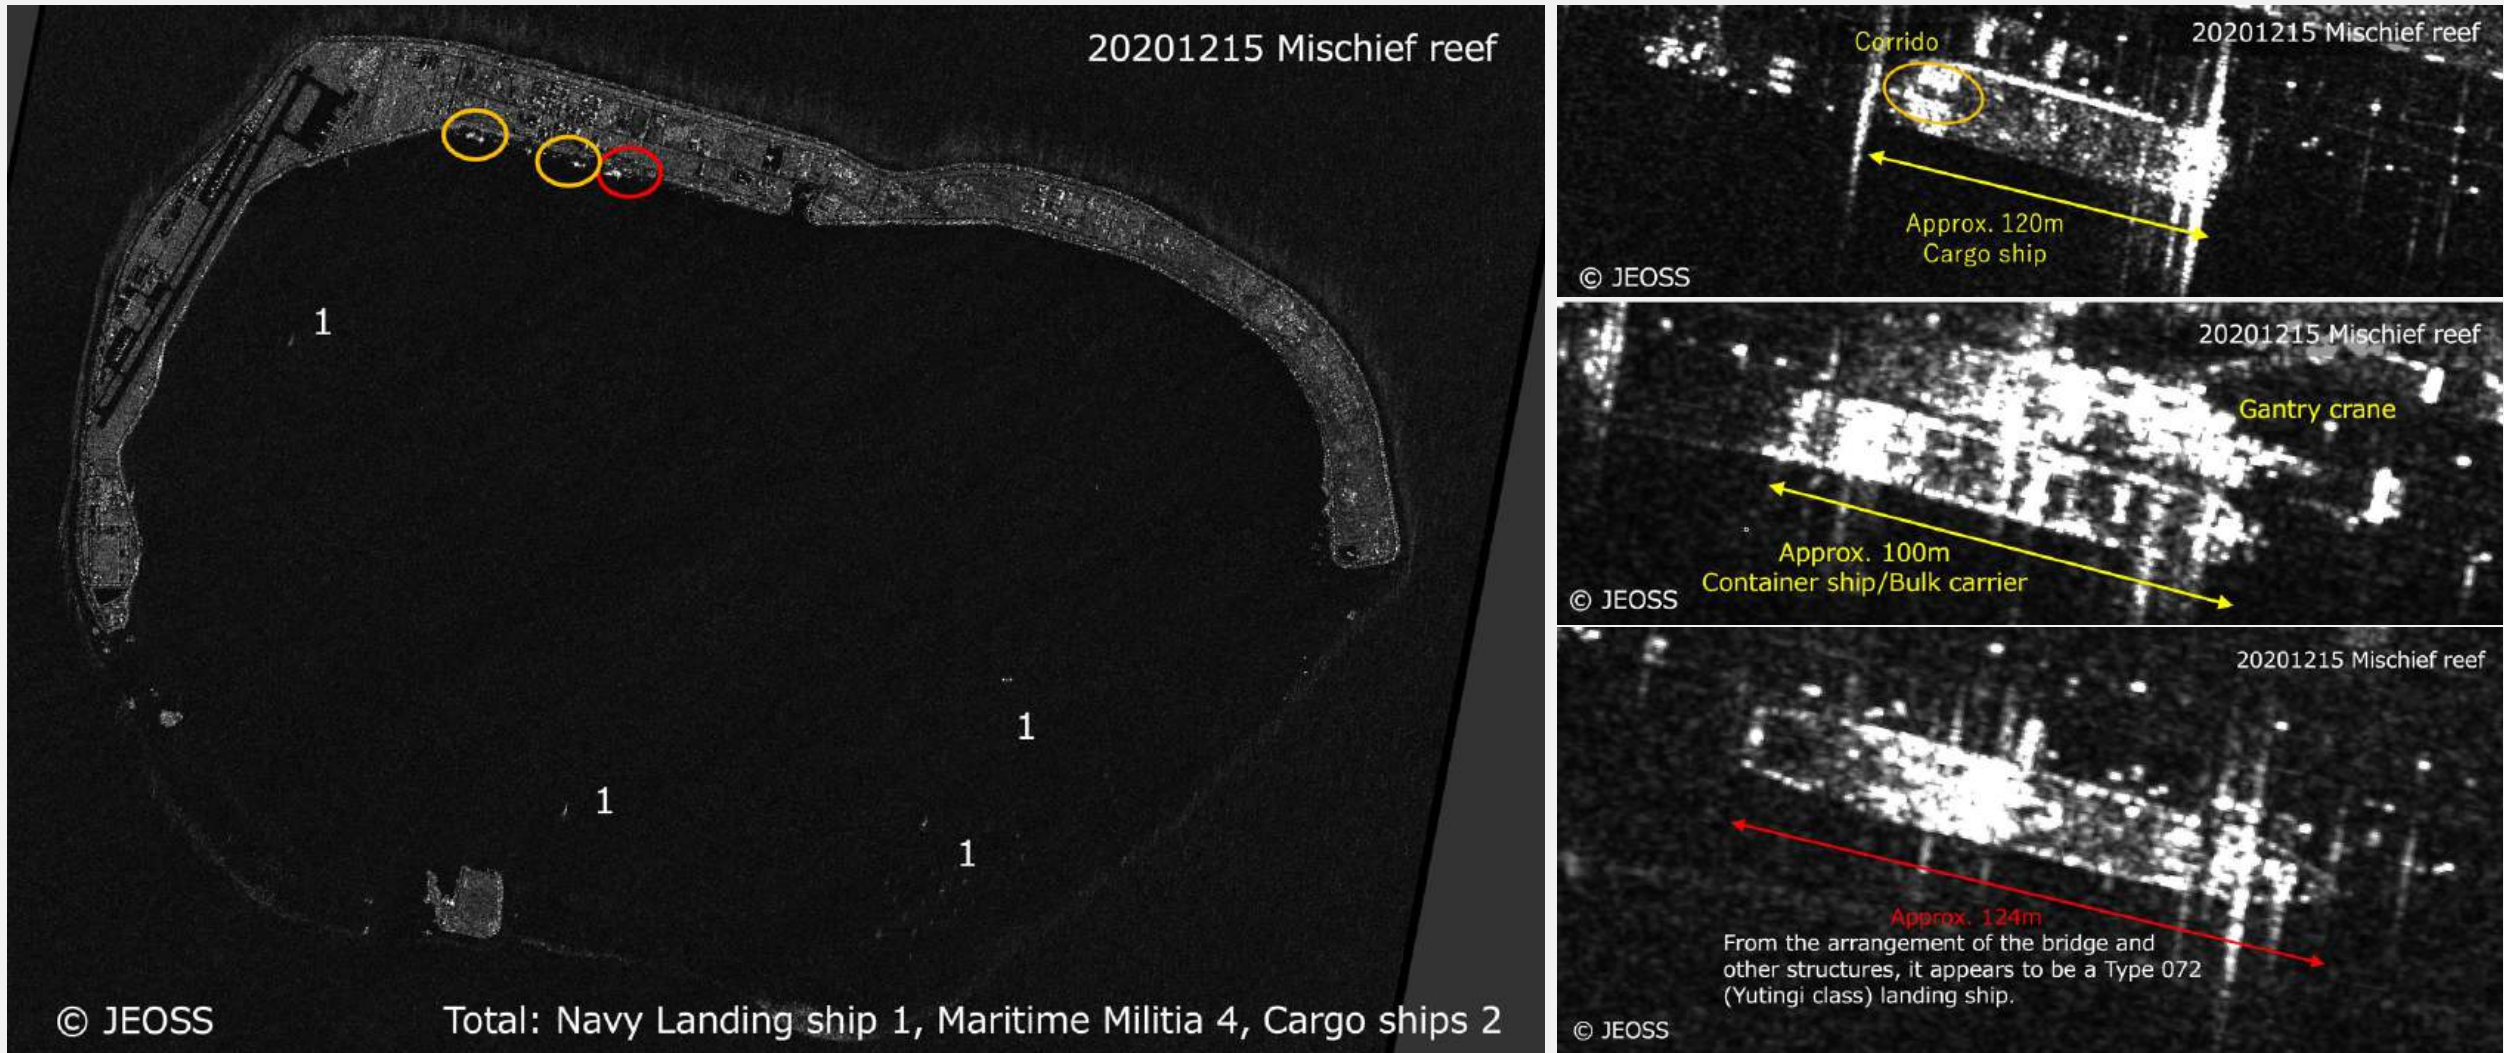 20201215 Mischief reef
1
1
1
1
© JEOSS
Total: Navy Landing ship 1, Maritime Militia 4, Cargo ships 2
20201215 Mischief reef
Corrido
Approx. 120m
Cargo ship
© JEOSS
20201215 Mischief reef
Gantry crane
Approx. 100m
Container ship/Bulk carrier
© JEOSS
20201215 Mischief reef
Approx. 124m
From the arrangement of the bridge and
other structures, it appears to be a Type 072
(Yutingi class) landing ship.
© JEOSS